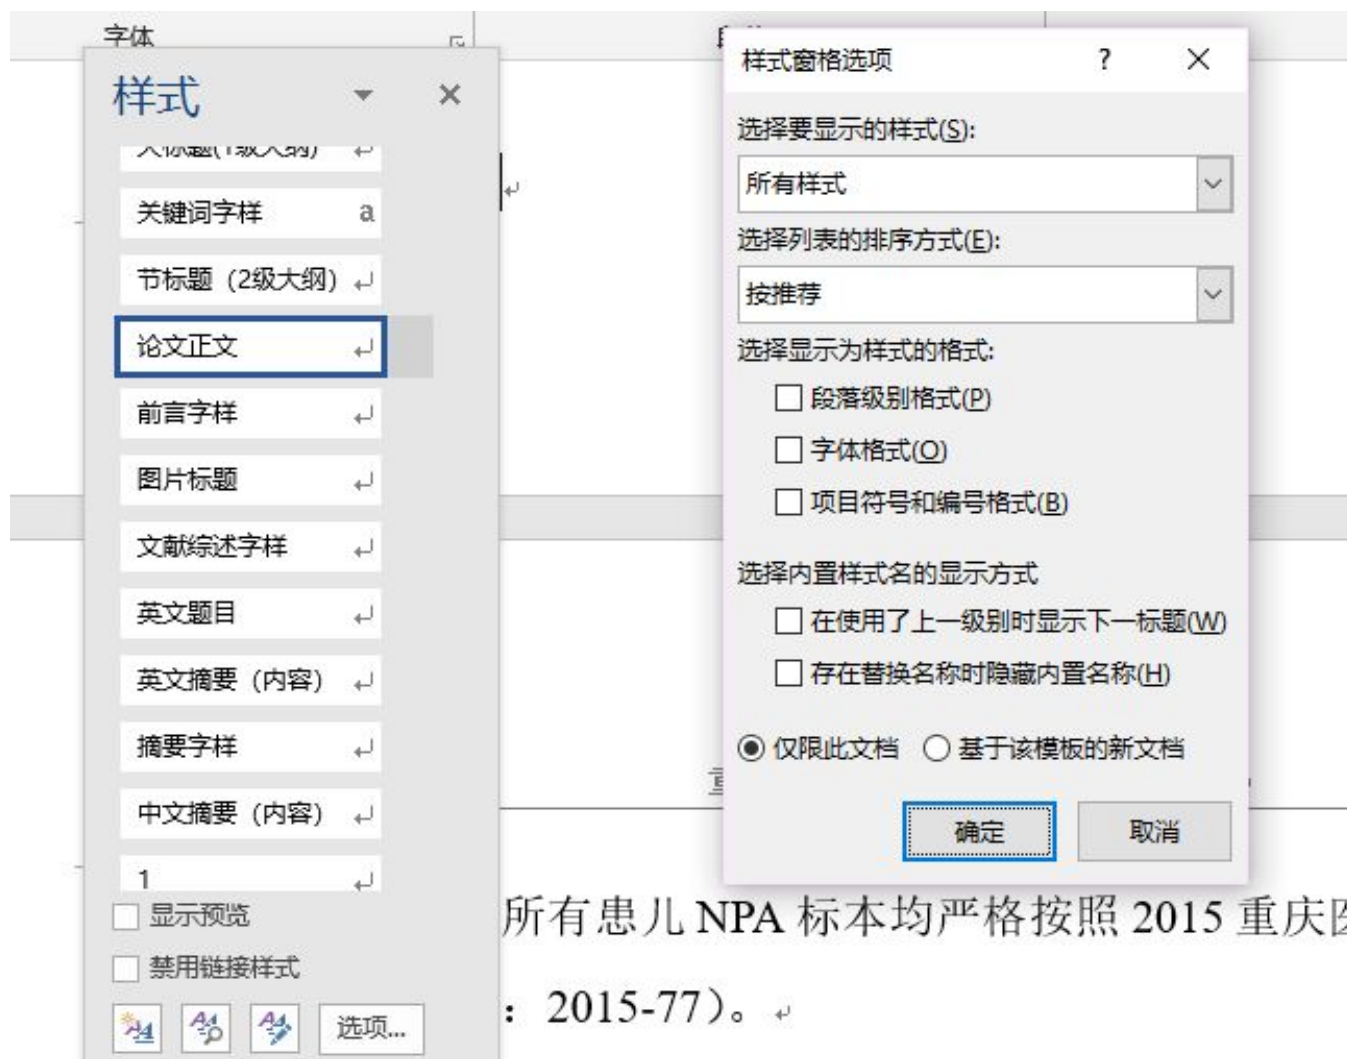 字体
样式
大标题(1级大纲)
关键词字样 a
节标题（2级大纲）
论文正文
前言字样
图片标题
文献综述字样
英文题目
英文摘要（内容）
摘要字样
中文摘要（内容）
1
显示预览
禁用链接样式
选项...
样式窗格选项
?
选择要显示的样式(S):
所有样式
选择列表的排序方式(E):
按推荐
选择显示为样式的格式:
段落级别格式(P)
字体格式(O)
项目符号和编号格式(B)
选择内置样式名的显示方式
在使用了上一级别时显示下一标题(W)
存在替换名称时隐藏内置名称(H)
仅限此文档 基于该模板的新文档
确定 取消
所有患儿 NPA 标本均严格按照 2015 重庆医
：2015-77）。